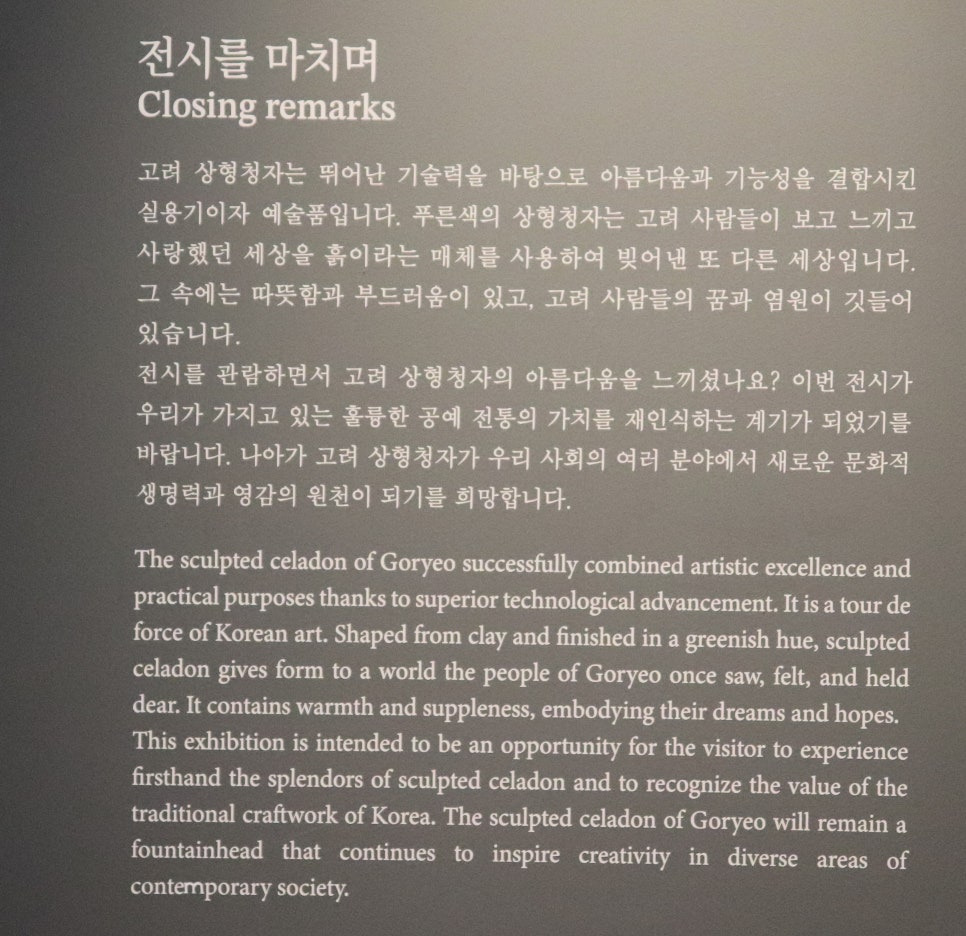 전시를 마치며
Closing remarks
고려 상형청자는 뛰어난 기술력을 바탕으로 아름다움과 기능성을 결합시킨
실용기이자 예술품입니다. 푸른색의 상형청자는 고려 사람들이 보고 느끼고
사랑했던 세상을 흙이라는 매체를 사용하여 빚어낸 또 다른 세상입니다.
그 속에는 따뜻함과 부드러움이 있고, 고려 사람들의 꿈과 염원이 깃들어
있습니다.
전시를 관람하면서 고려 상형청자의 아름다움을 느끼셨나요? 이번 전시가
우리가 가지고 있는 훌륭한 공예 전통의 가치를 재인식하는 계기가 되었기를
바랍니다. 나아가 고려 상형청자가 우리 사회의 여러 분야에서 새로운 문화적
생명력과 영감의 원천이 되기를 희망합니다.
The sculpted celadon of Goryeo successfully combined artistic excellence and
practical purposes thanks to superior technological advancement. It is a tour de
force of Korean art. Shaped from clay and finished in a greenish hue, sculpted
celadon gives form to a world the people of Goryeo once saw, felt, and held
dear. It contains warmth and suppleness, embodying their dreams and hopes.
This exhibition is intended to be an opportunity for the visitor to experience
firsthand the splendors of sculpted celadon and to recognize the value of the
traditional craftwork of Korea. The sculpted celadon of Goryeo will remain a
fountainhead that continues to inspire creativity in diverse areas of
contemporary society.